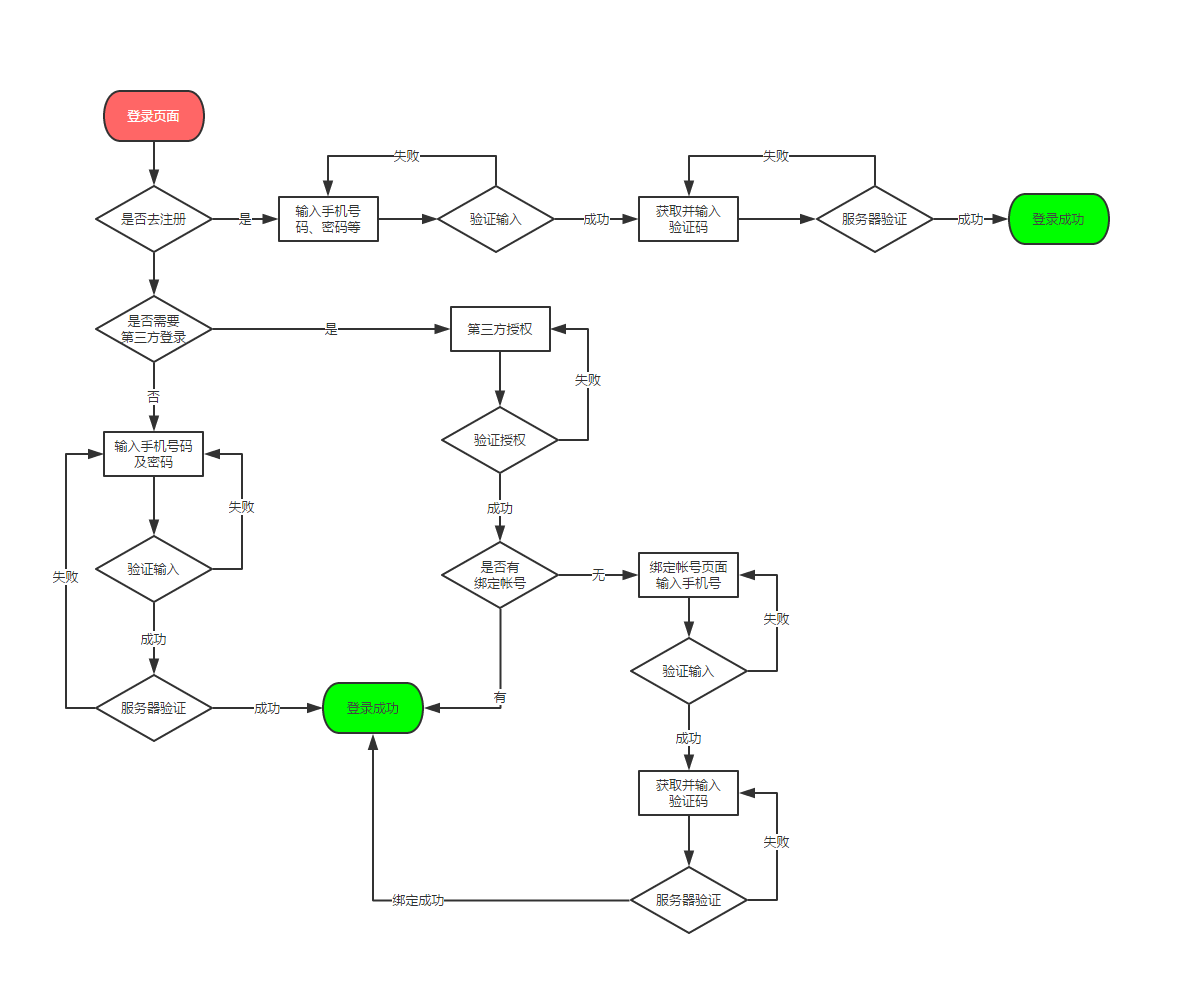 登录页面
失败
失败
是否去注册
是
输入手机号
码、密码等
验证输入
成功
获取并输入
验证码
服务器验证
成功
登录成功
是否需要
第三方登录
是
第三方授权
失败
否
验证授权
输入手机号码
及密码
失败
成功
失败
验证输入
是否有
绑定帐号
无
绑定帐号页面
输入手机号
失败
成功
验证输入
服务器验证
成功
登录成功
有
成功
获取并输入
验证码
失败
绑定成功
服务器验证